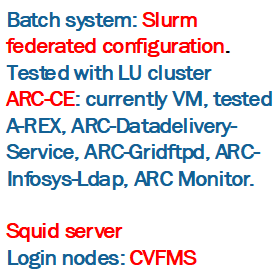 Batch system: Slurm
federated configuration.
Tested with LU cluster
ARC-CE: currently VM, tested
A-REX, ARC-Datadelivery-
Service, ARC-Gridftpd, ARC-
Infosys-Ldap, ARC Monitor.
Squid server
Login nodes: CVFMS